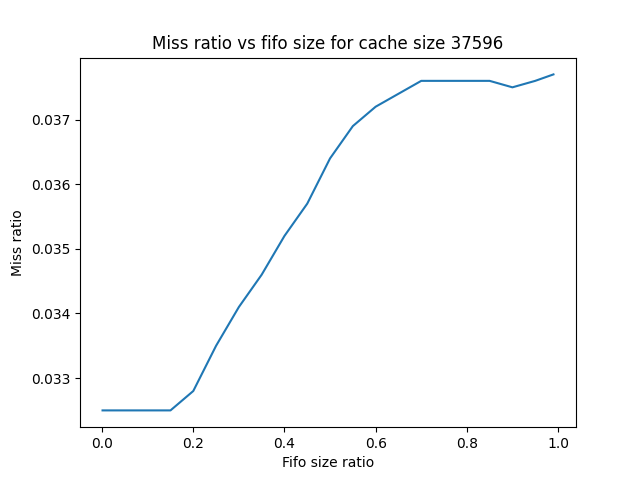 Miss ratio vs fifo size for cache size 37596
Miss ratio
0.037
0.036
0.035
0.034
0.033
0.0 0.2 0.4 0.6 0.8 1.0
Fifo size ratio